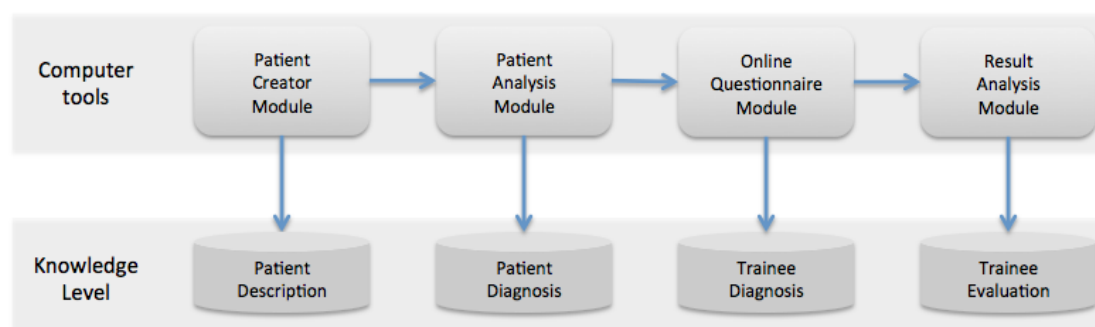 Computer
tools
Patient
Creator
Module
Patient
Analysis
Module
Online
Questionnaire
Module
Result
Analysis
Module
Knowledge
Level
Patient
Description
Patient
Diagnosis
Trainee
Diagnosis
Trainee
Evaluation